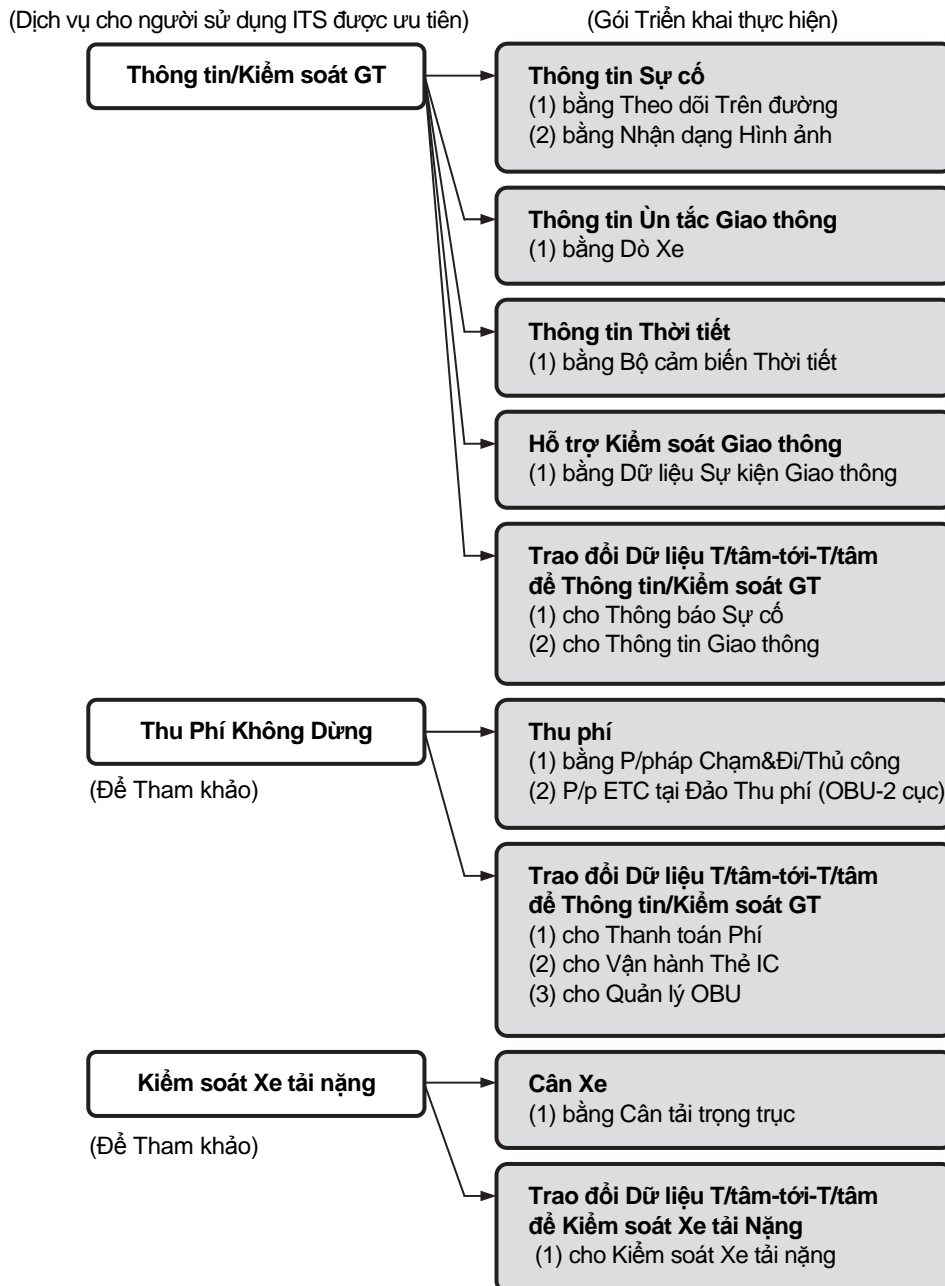 (Dịch vụ cho người sử dụng ITS được ưu tiên)
(Gói Triển khai thực hiện)
Thông tin/Kiểm soát GT
Thông tin Sự cố
(1) bằng Theo dõi Trên đường
(2) bằng Nhận dạng Hình ảnh
Thông tin Ùn tắc Giao thông
(1) bằng Dò Xe
Thông tin Thời tiết
(1) bằng Bộ cảm biến Thời tiết
Hỗ trợ Kiểm soát Giao thông
(1) bằng Dữ liệu Sự kiện Giao thông
Trao đổi Dữ liệu T/tâm-tới-T/tâm
để Thông tin/Kiểm soát GT
(1) cho Thông báo Sự cố
(2) cho Thông tin Giao thông
Thu Phí Không Dừng
(Để Tham khảo)
Thu phí
(1) bằng P/pháp Chạm&Đi/Thủ công
(2) P/p ETC tại Đảo Thu phí (OBU-2 cục)
Trao đổi Dữ liệu T/tâm-tới-T/tâm
để Thông tin/Kiểm soát GT
(1) cho Thanh toán Phí
(2) cho Vận hành Thẻ IC
(3) cho Quản lý OBU
Kiểm soát Xe tải nặng
(Để Tham khảo)
Cân Xe
(1) bằng Cân tải trọng trục
Trao đổi Dữ liệu T/tâm-tới-T/tâm
để Kiểm soát Xe tải Nặng
(1) cho Kiểm soát Xe tải nặng